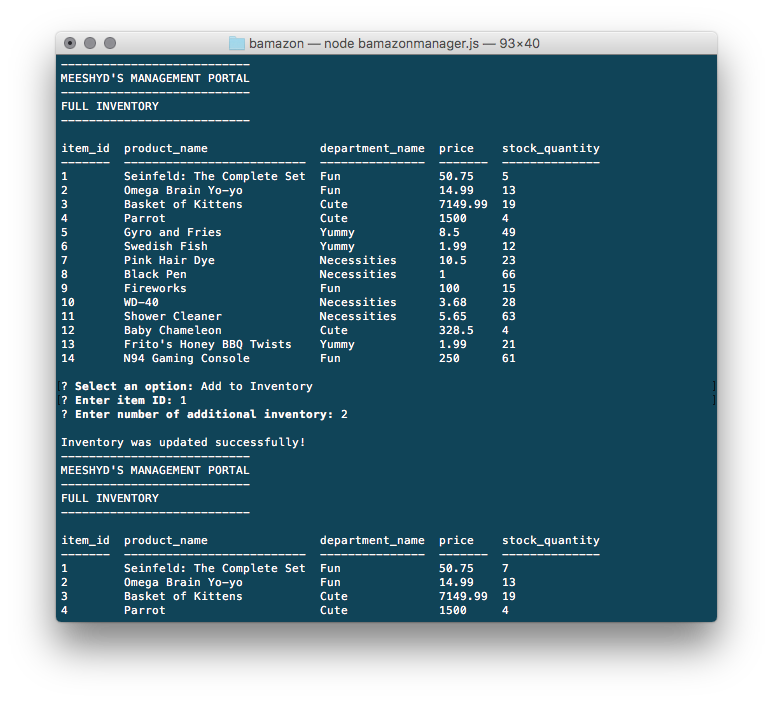 bamazon — node bamazonmanager.js — 93×40
---------------------------
MEESHYD'S MANAGEMENT PORTAL
---------------------------
FULL INVENTORY
---------------------------
item_id  product_name                department_name  price    stock_quantity
-------  --------------------------  ---------------  -------  --------------
1        Seinfeld: The Complete Set  Fun              50.75    5
2        Omega Brain Yo-yo           Fun              14.99    13
3        Basket of Kittens           Cute             7149.99  19
4        Parrot                      Cute             1500     4
5        Gyro and Fries              Yummy            8.5      49
6        Swedish Fish                Yummy            1.99     12
7        Pink Hair Dye               Necessities      10.5     23
8        Black Pen                   Necessities      1        66
9        Fireworks                   Fun              100      15
10       WD-40                       Necessities      3.68     28
11       Shower Cleaner              Necessities      5.65     63
12       Baby Chameleon              Cute             328.5    4
13       Frito's Honey BBQ Twists    Yummy            1.99     21
14       N94 Gaming Console          Fun              250      61
[? Select an option: Add to Inventory ]
[? Enter item ID: 1 ]
? Enter number of additional inventory: 2
Inventory was updated successfully!
---------------------------
MEESHYD'S MANAGEMENT PORTAL
---------------------------
FULL INVENTORY
---------------------------
item_id  product_name                department_name  price    stock_quantity
-------  --------------------------  ---------------  -------  --------------
1        Seinfeld: The Complete Set  Fun              50.75    7
2        Omega Brain Yo-yo           Fun              14.99    13
3        Basket of Kittens           Cute             7149.99  19
4        Parrot                      Cute             1500     4